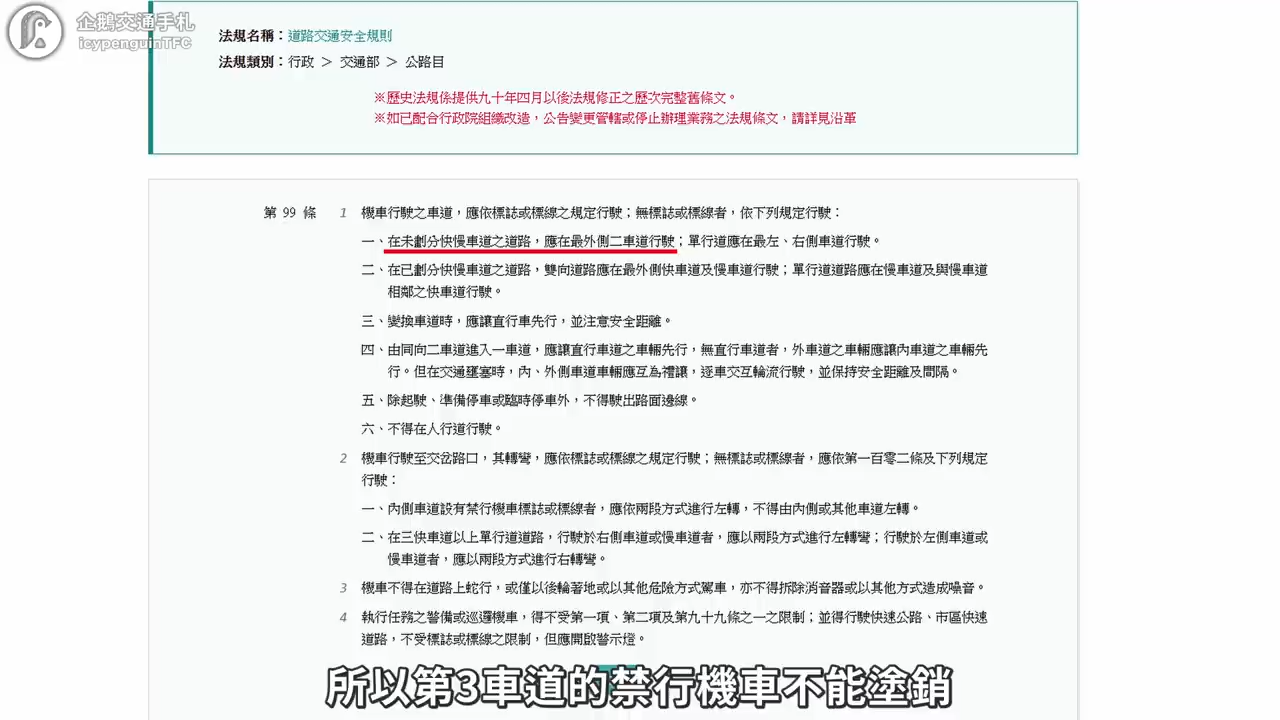 企鵝交通手札
icypenguinTFC
法規名稱：道路交通安全規則
法規類別：行政 ＞ 交通部 ＞ 公路目
※歷史法規係提供九十年四月以後法規修正之歷次完整舊條文。
※如已配合行政院組織改造，公告變更管轄或停止辦理業務之法規條文，請詳見沿革
第 99 條 1 機車行駛之車道，應依標誌或標線之規定行駛；無標誌或標線者，依下列規定行駛：
一、在未劃分快慢車道之道路，應在最外側二車道行駛；單行道應在最左、右側車道行駛。
二、在已劃分快慢車道之道路，雙向道路應在最外側快車道及慢車道行駛；單行道道路應在慢車道及與慢車道
相鄰之快車道行駛。
三、變換車道時，應讓直行車先行，並注意安全距離。
四、由同向二車道進入一車道，應讓直行車道之車輛先行，無直行車道者，外車道之車輛應讓內車道之車輛先
行。但在交通壅塞時，內、外側車道車輛應互為禮讓，逐車交互輪流行駛，並保持安全距離及間隔。
五、除起駛、準備停車或臨時停車外，不得駛出路面邊線。
六、不得在人行道行駛。
2 機車行駛至交岔路口，其轉彎，應依標誌或標線之規定行駛；無標誌或標線者，應依第一百零二條及下列規定
行駛：
一、內側車道設有禁行機車標誌或標線者，應依兩段方式進行左轉，不得由內側或其他車道左轉。
二、在三快車道以上單行道道路，行駛於右側車道或慢車道者，應以兩段方式進行左轉彎；行駛於左側車道或
慢車道者，應以兩段方式進行右轉彎。
3 機車不得在道路上蛇行，或僅以後輪著地或以其他危險方式駕車，亦不得拆除消音器或以其他方式造成噪音。
4 執行任務之警備或巡邏機車，得不受第一項、第二項及第九十九條之一之限制；並得行駛快速公路、市區快速
道路，不受標誌或標線之限制，但應開啟警示燈。
所以第3車道的禁行機車不能塗銷